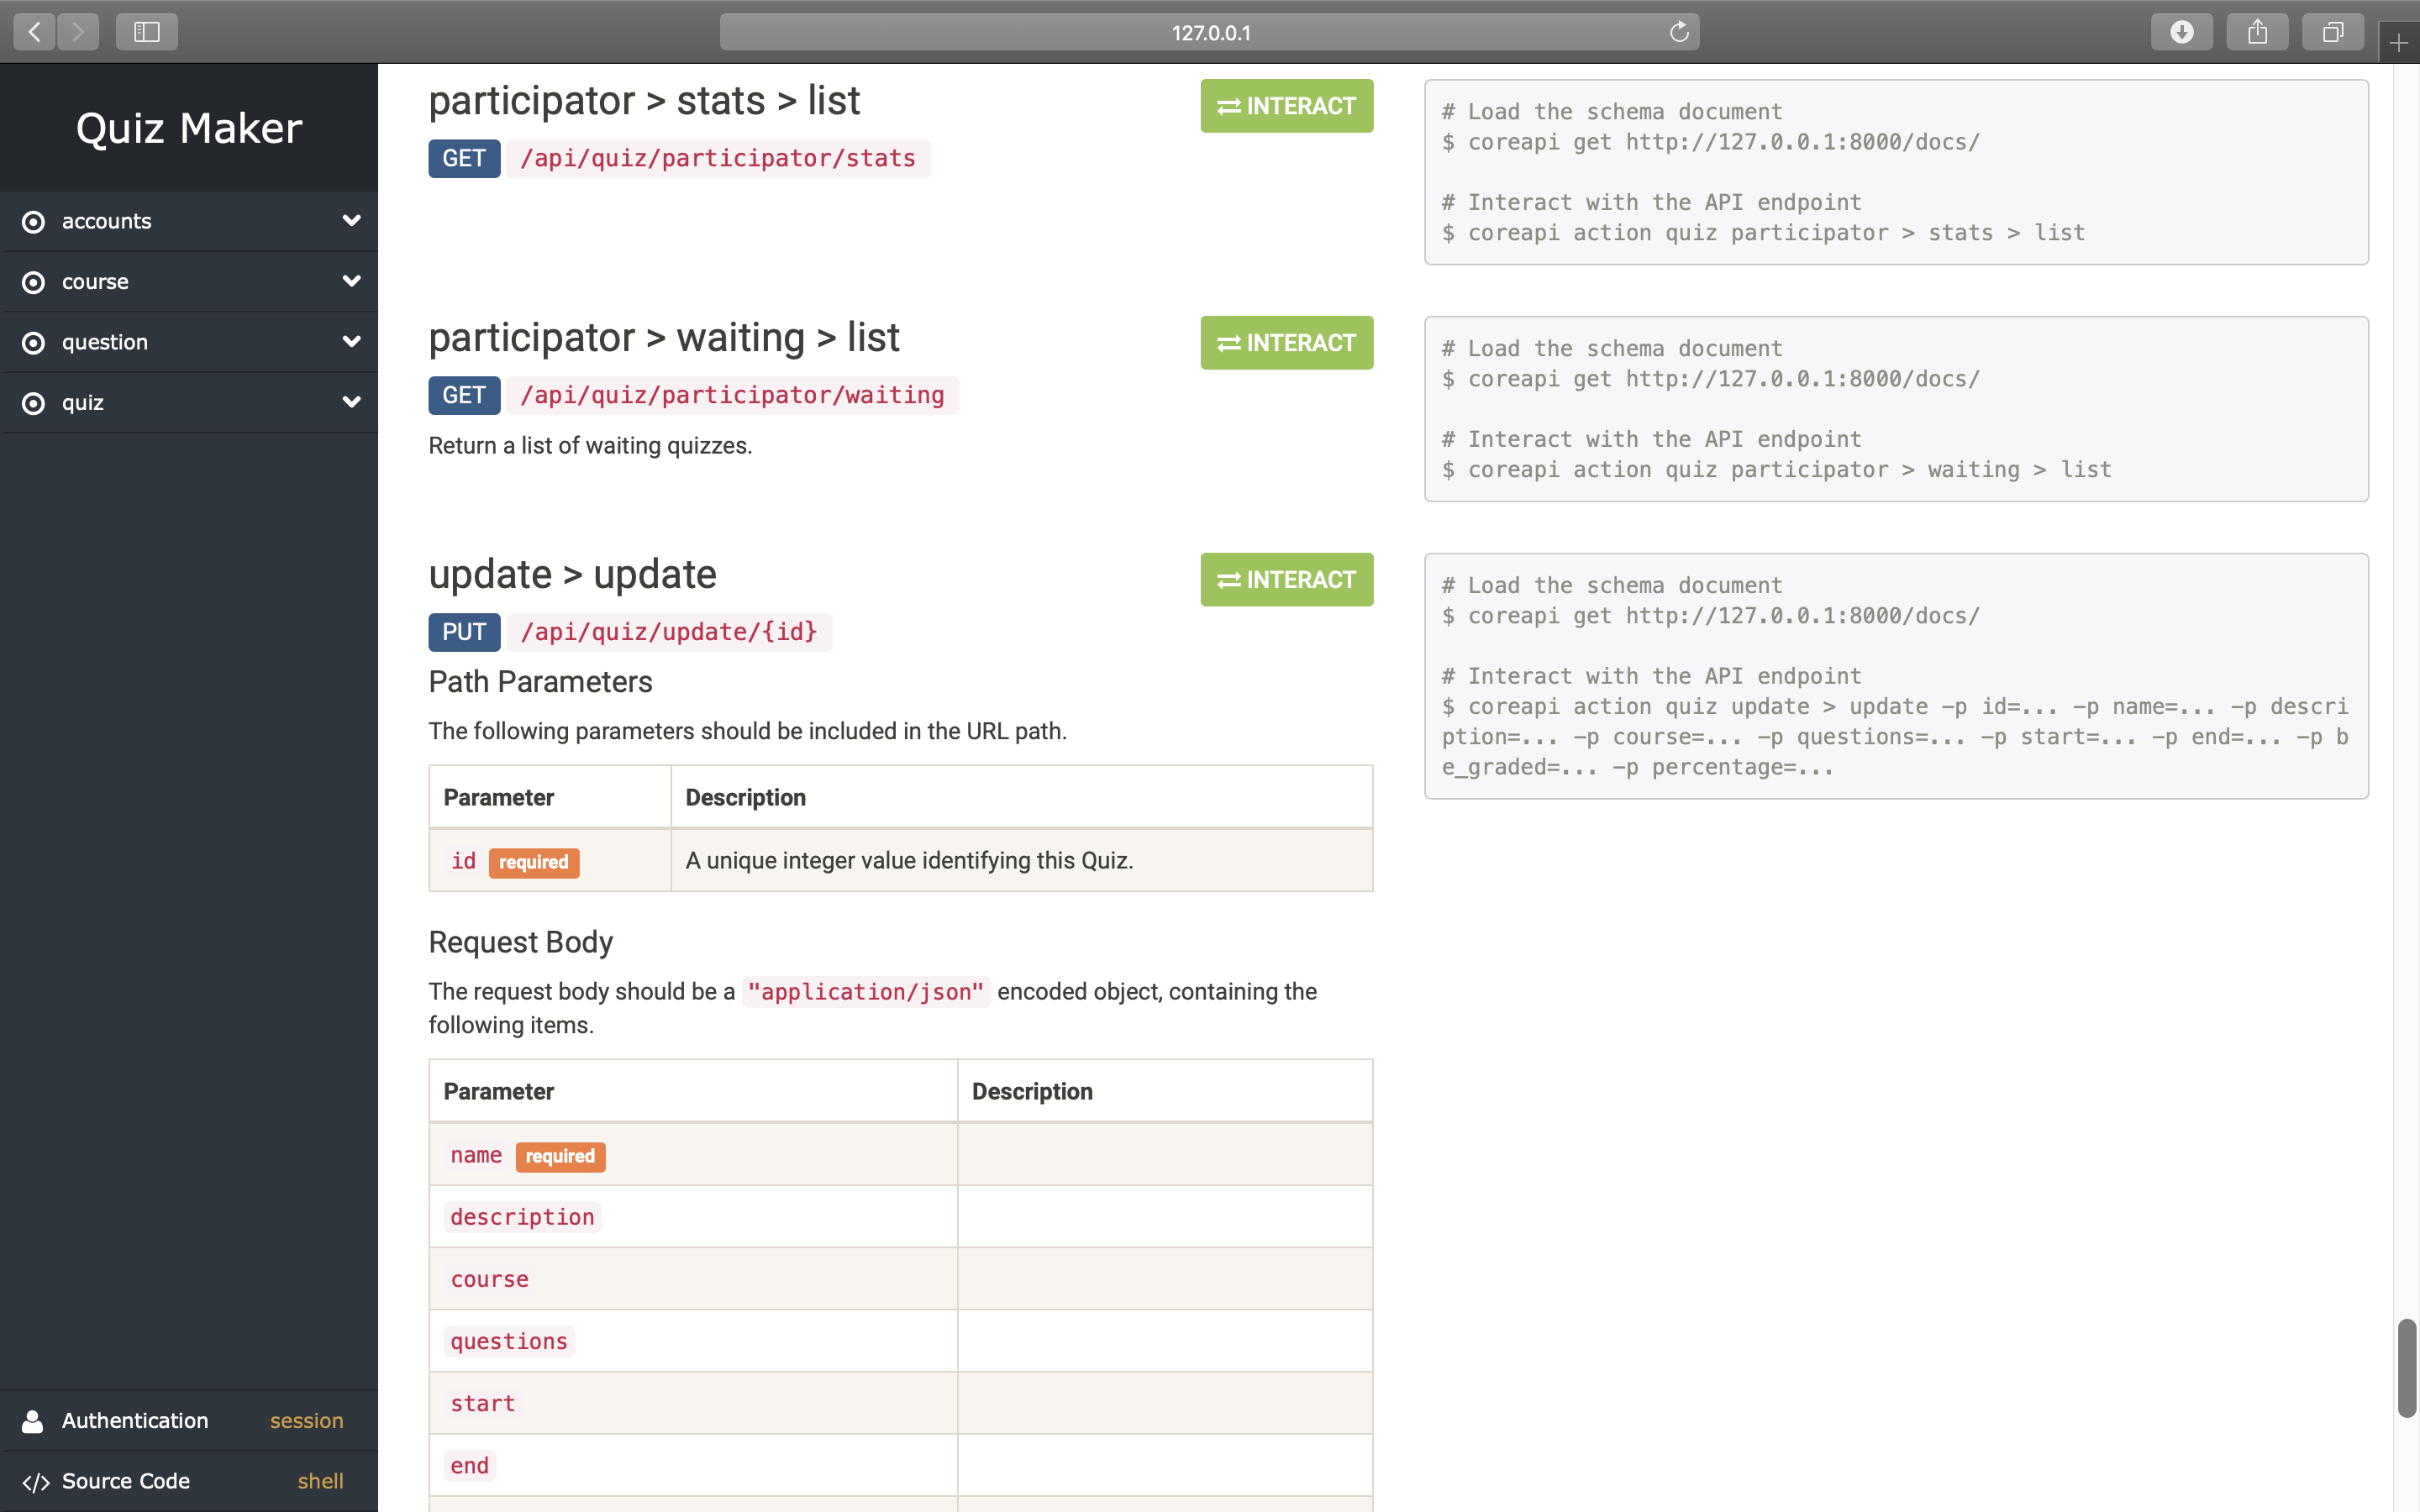 127.0.0.1
Quiz Maker
accounts
course
question
quiz
Authentication session
Source Code shell
participator > stats > list
INTERACT
GET /api/quiz/participator/stats
# Load the schema document
$ coreapi get http://127.0.0.1:8000/docs/
# Interact with the API endpoint
$ coreapi action quiz participator > stats > list
participator > waiting > list
INTERACT
GET /api/quiz/participator/waiting
Return a list of waiting quizzes.
# Load the schema document
$ coreapi get http://127.0.0.1:8000/docs/
# Interact with the API endpoint
$ coreapi action quiz participator > waiting > list
update > update
INTERACT
PUT /api/quiz/update/{id}
Path Parameters
The following parameters should be included in the URL path.
Parameter Description
id required A unique integer value identifying this Quiz.
Request Body
The request body should be a "application/json" encoded object, containing the
following items.
Parameter Description
name required
description
course
questions
start
end
# Load the schema document
$ coreapi get http://127.0.0.1:8000/docs/
# Interact with the API endpoint
$ coreapi action quiz update > update -p id=... -p name=... -p descri
ption=... -p course=... -p questions=... -p start=... -p end=... -p b
e_graded=... -p percentage=...